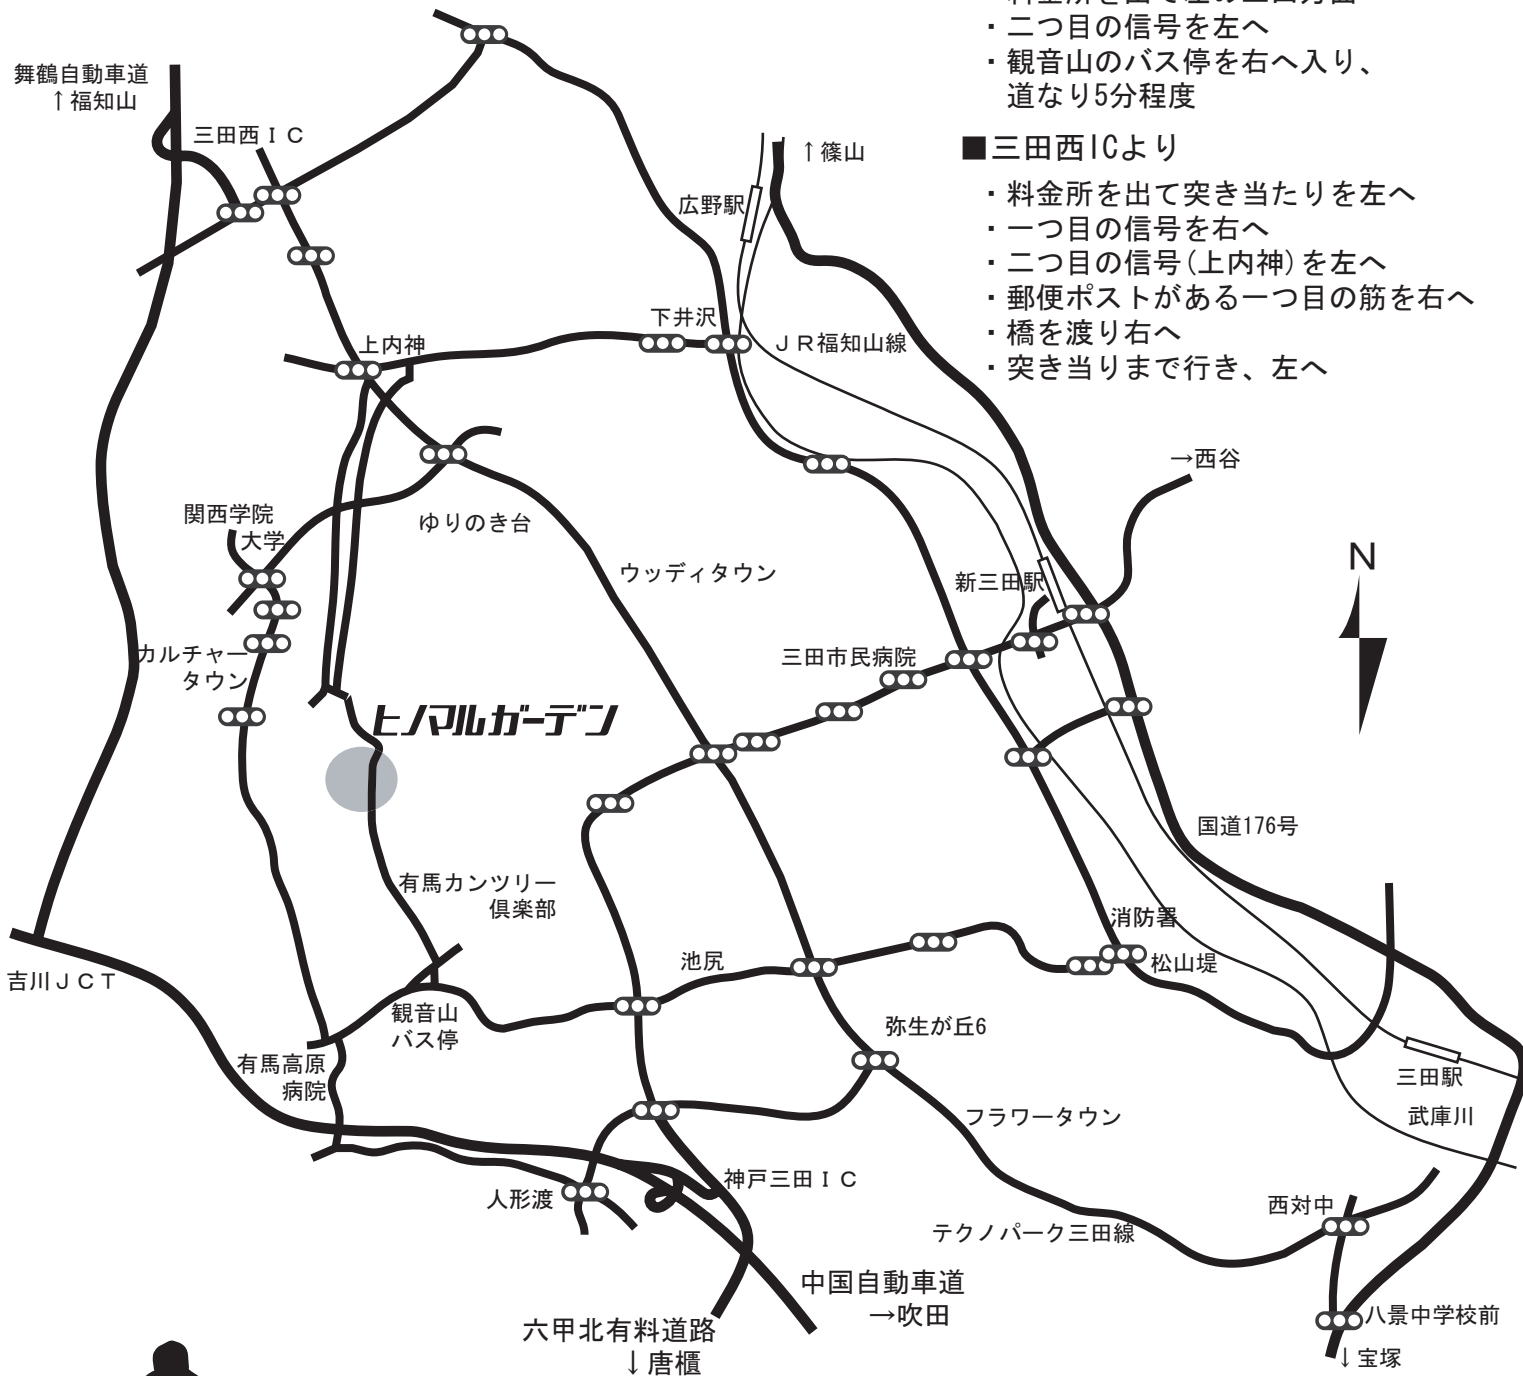 ・二つ目の信号を左へ
・観音山のバス停を右へ入り、
道なり5分程度
■三田西ICより
・料金所を出て突き当たりを左へ
・一つ目の信号を右へ
・二つ目の信号(上内神)を左へ
・郵便ポストがある一つ目の筋を右へ
・橋を渡り右へ
・突き当りまで行き、左へ
舞鶴自動車道
↑福知山
三田西IC
↑篠山
広野駅
下井沢
JR福知山線
上内神
→西谷
関西学院
大学
ゆりのき台
ウッディタウン
新三田駅
N
カルチャー
タウン
三田市民病院
ヒノマルガーデン
国道176号
有馬カンツリー
倶楽部
消防署
池尻
松山堤
吉川JCT
観音山
バス停
弥生が丘6
有馬高原
病院
三田駅
武庫川
フラワータウン
人形渡
神戸三田IC
西対中
テクノパーク三田線
中国自動車道
→吹田
八景中学校前
六甲北有料道路
↓唐櫃
↓宝塚